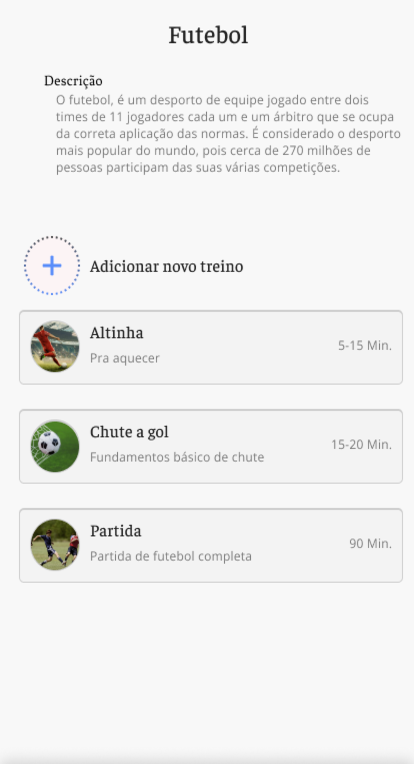 Futebol
Descrição
O futebol, é um desporto de equipe jogado entre dois
times de 11 jogadores cada um e um árbitro que se ocupa
da correta aplicação das normas. É considerado o desporto
mais popular do mundo, pois cerca de 270 milhões de
pessoas participam das suas várias competições.
Adicionar novo treino
Altinha
Pra aquecer
5-15 Min.
Chute a gol
Fundamentos básico de chute
15-20 Min.
Partida
Partida de futebol completa
90 Min.